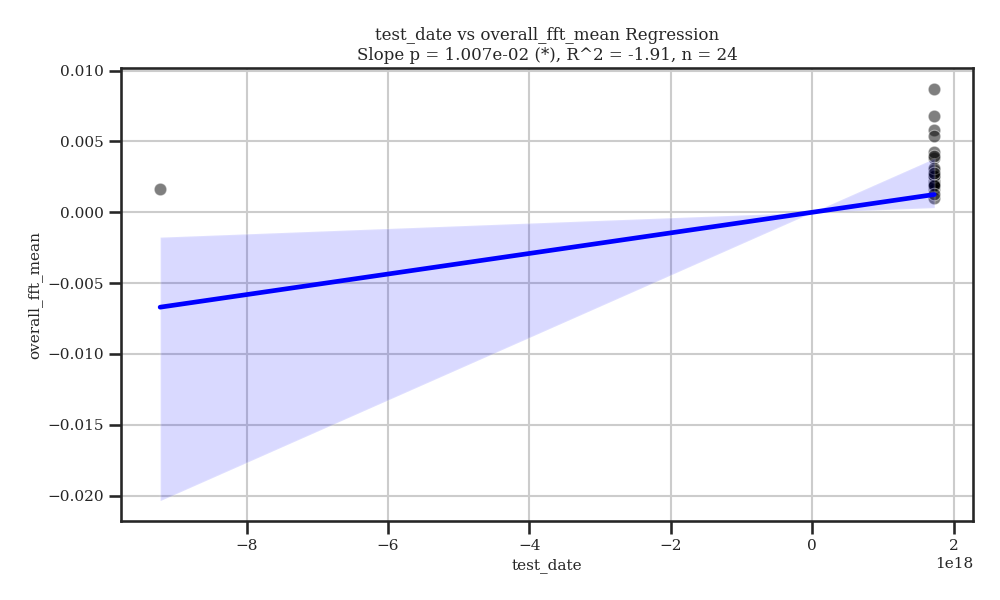 test_date vs overall_fft_mean Regression
Slope p = 1.007e-02 (*), R^2 = -1.91, n = 24
0.010
0.005
0.000
−0.005
−0.010
−0.015
−0.020
overall_fft_mean
−8
−6
−4
−2
0
2
1e18
test_date